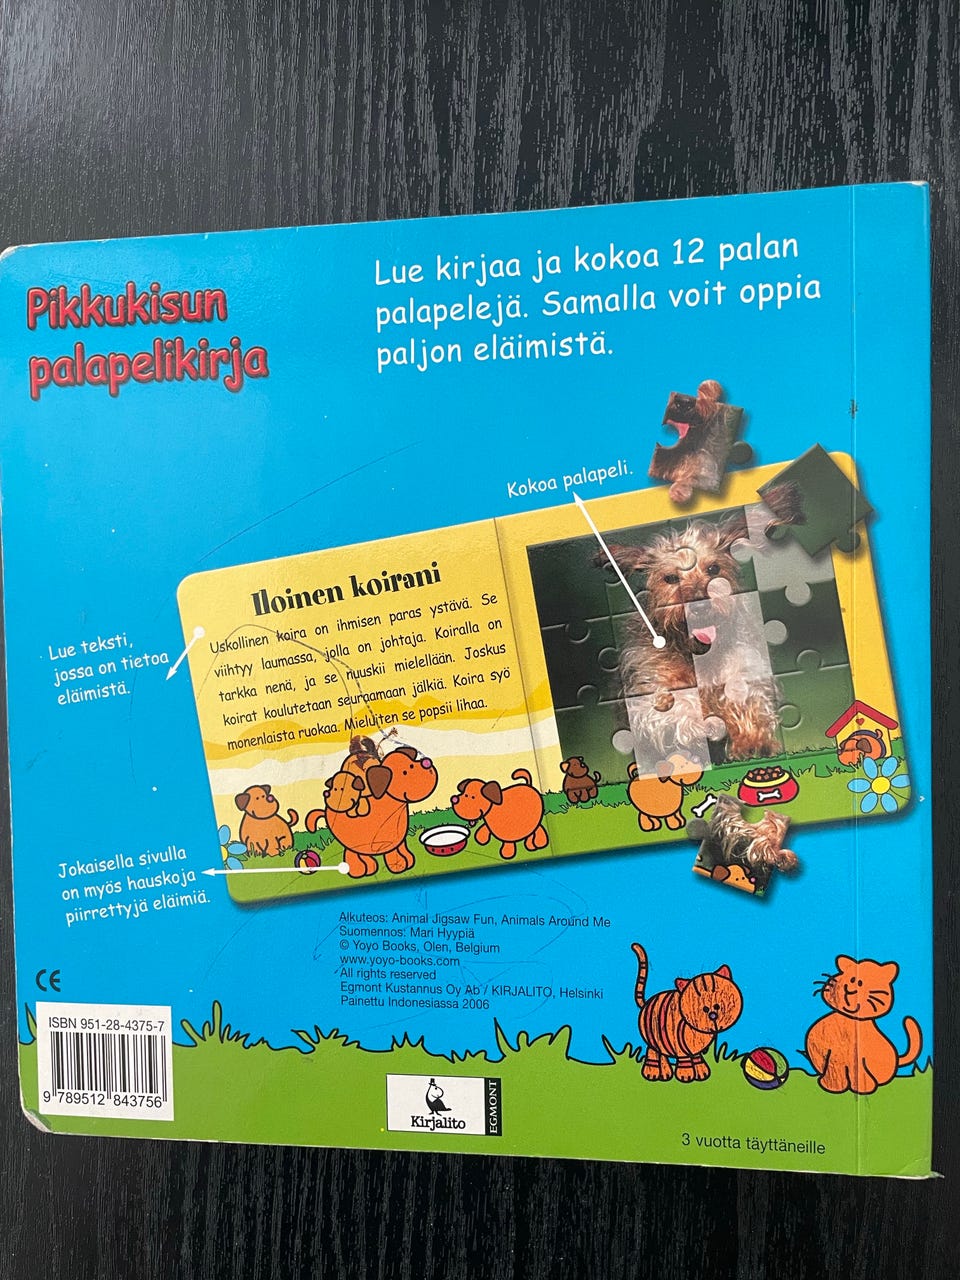 Pikkukisun
palapelikirja
Lue kirjaa ja kokoa 12 palan
palapelejä. Samalla voit oppia
paljon eläimistä.
Kokoa palapeli.
Iloinen koirani
Uskollinen koira on ihmisen paras ystävä. Se
viihtyy laumassa, jolla on johtaja. Koiralla on
tarkka nenä, ja se nuuskii mielellään. Joskus
koirat koulutetaan seuraamaan jälkiä. Koira syö
monenlaista ruokaa. Mieluiten se popsii lihaa.
Lue teksti,
jossa on tietoa
eläimistä.
Jokaisella sivulla
on myös hauskoja
piirrettyjä eläimiä.
Alkuteos: Animal Jigsaw Fun, Animals Around Me
Suomennos: Mari Hyypiä
© Yoyo Books, Olen, Belgium
www.yoyo-books.com
All rights reserved
Egmont Kustannus Oy Ab / KIRJALITO, Helsinki
Painettu Indonesiassa 2006
CE
ISBN 951-28-4375-7
9 789512 843756
Kirjalito
EGMONT
3 vuotta täyttäneille